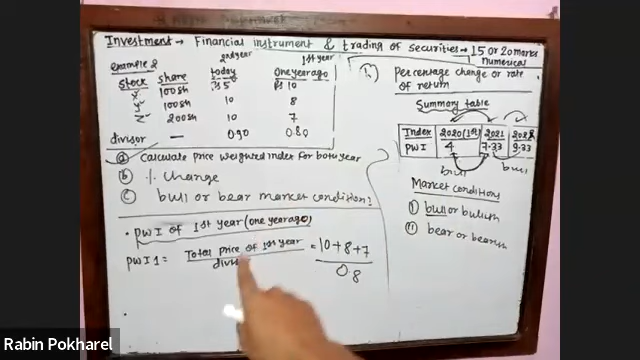 Investment → Financial instrument & trading of securities → 15 or 20 marks
Numerical
example 2
2nd year
1st year
stock share today One year ago
X 100sh Rs 5 Rs 10
Y 100sh 10 8
Z 200sh 10 7
divisor — 0.90 0.80
(a) Calculate price weighted index for both year
(b) % change
(c) bull or bear market condition?
• PWI of 1st year (one year ago)
PWI 1 = Total price of 1st year = 10+8+7
0.8
Percentage change or rate of return
Summary table
Index 2020 (1st) 2021
PWI 4 7.33 9.33
bull bull
Market condition
(i) bull or bulish
(ii) bear or bearish
Rabin Pokharel